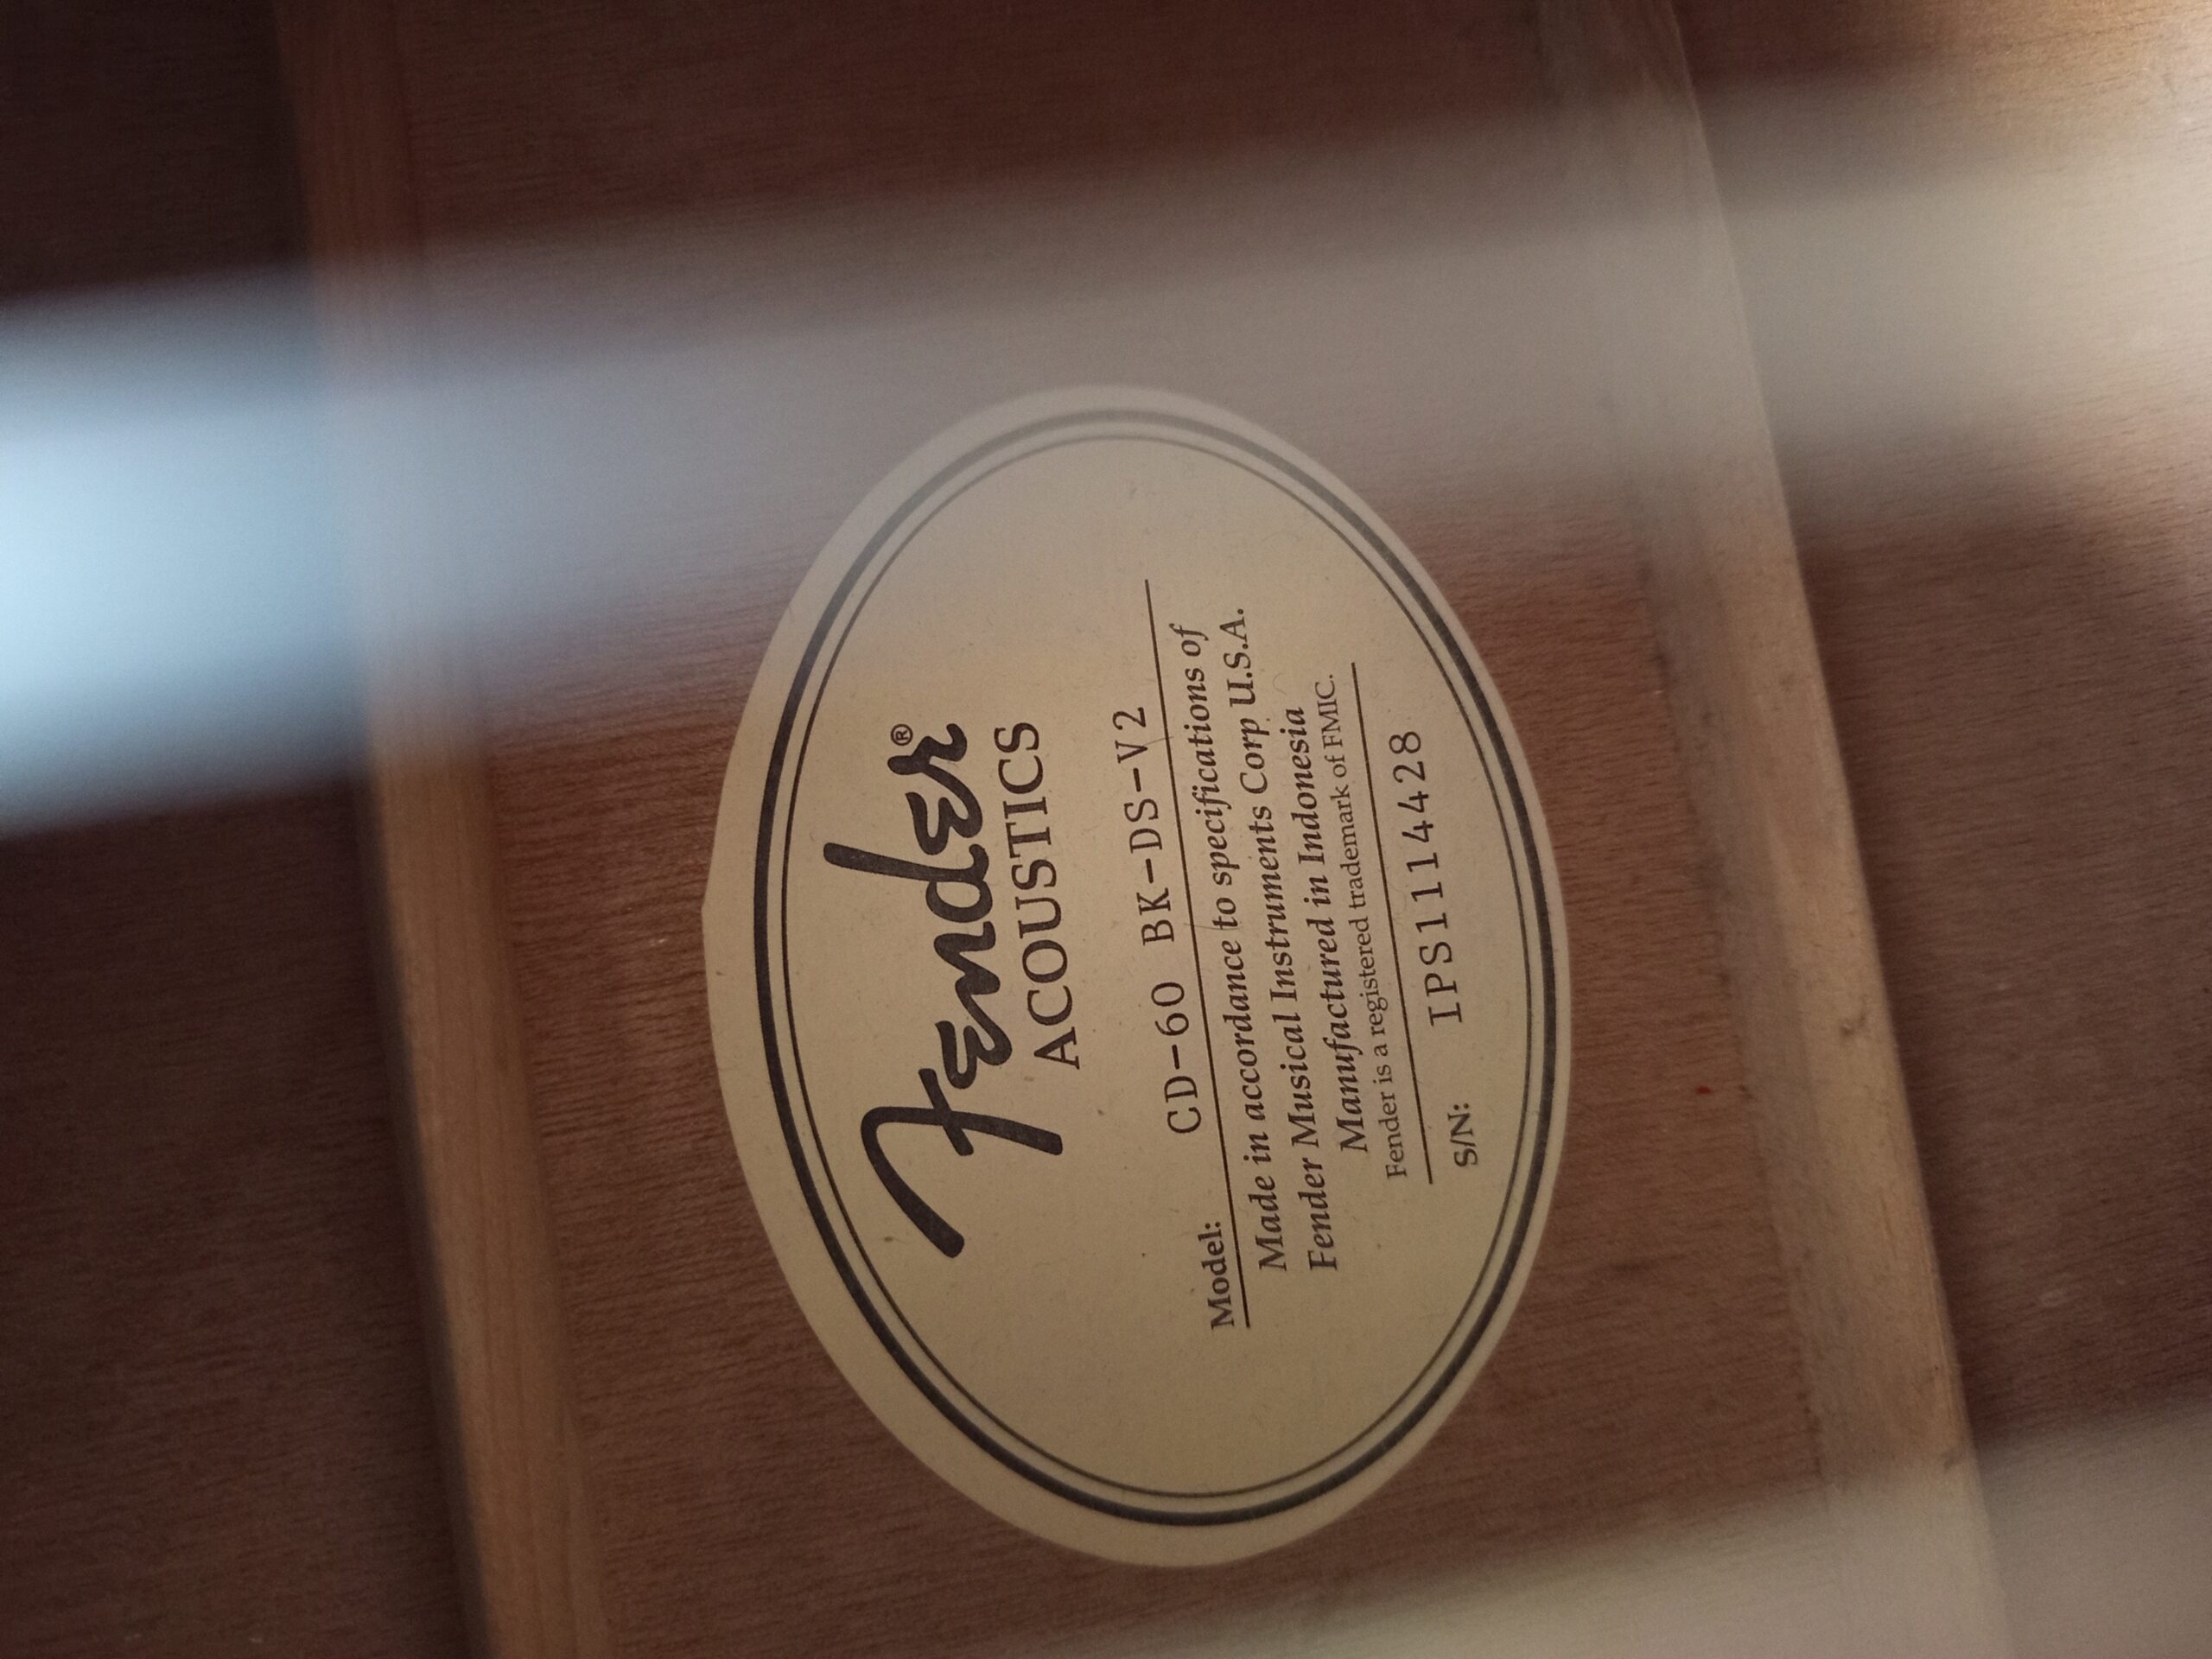 Fender®
ACOUSTICS
Model: CD-60 BK-DS-V2
Made in accordance to specifications of
Fender Musical Instruments Corp U.S.A.
Manufactured in Indonesia
Fender is a registered trademark of FMIC.
S/N: IPS1114428